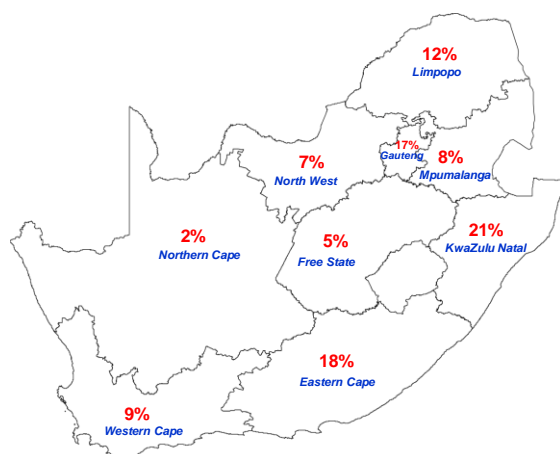 12%
Limpopo
17%
Gauteng
7%
North West
8%
Mpumalanga
2%
Northern Cape
5%
Free State
21%
KwaZulu Natal
18%
Eastern Cape
9%
Western Cape